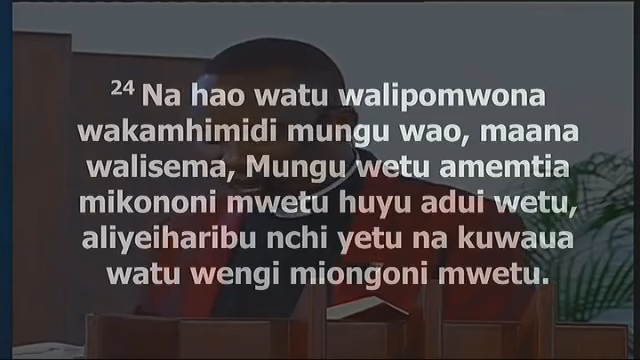 24 Na hao watu walipomwona
wakamhimidi mungu wao, maana
walisema, Mungu wetu amemtia
mikononi mwetu huyu adui wetu,
aliyeiharibu nchi yetu na kuwaua
watu wengi miongoni mwetu.